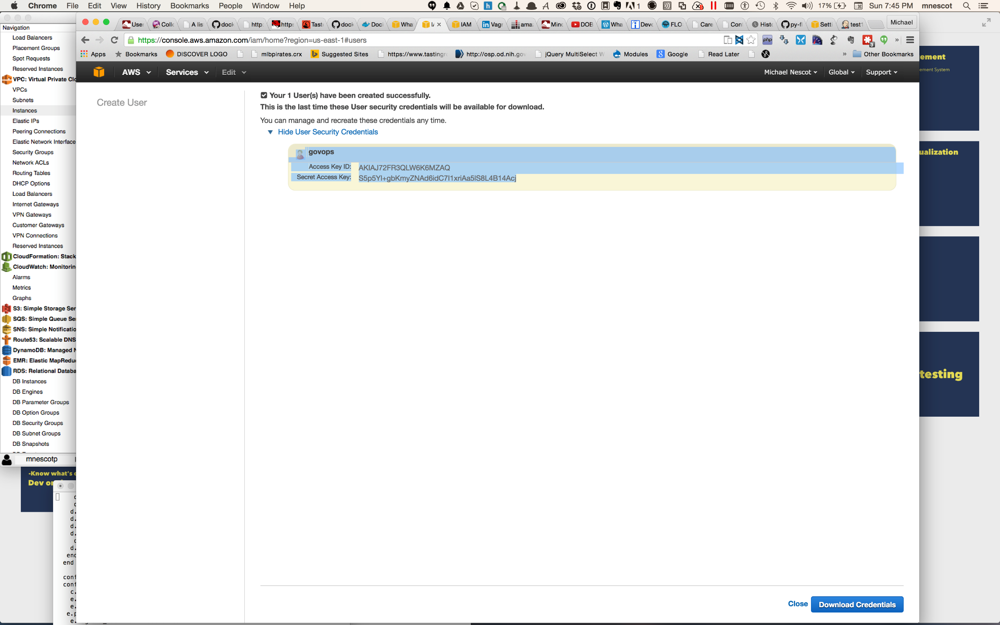 Chrome File Edit View History Bookmarks People Window Help
1 17% Sun 7:45 PM mnescot
Navigation
Load Balancers
Placement Groups
Spot Requests
Reserved Instances
VPC: Virtual Private Clo
VPCs
Subnets
Instances
Elastic IPs
Peering Connections
Elastic Network Interface
Security Groups
Network ACLs
Routing Tables
DHCP Options
Load Balancers
Internet Gateways
VPN Gateways
Customer Gateways
VPN Connections
Reserved Instances
CloudFormation: Stack
CloudWatch: Monitorin
Alarms
Metrics
Graphs
S3: Simple Storage Ser
SQS: Simple Queue Se
SNS: Simple Notificatio
Route53: Scalable DNS
DynamoDB: Managed N
EMR: Elastic MapRedu
RDS: Relational Databa
DB Instances
DB Engines
DB Parameter Groups
DB Option Groups
DB Security Groups
DB Subnet Groups
DB Snapshots
mnescotp
-Know what's
Dev or
d.
d.
d.
d.
d.
end
end
conf
conf
c.
e.
e.
e.p
e.
User Collo A lis dock http: https Tast dock Doc Wha IAM Vagr ama Mind DOB Wha Devo FLO Care Con Histo py-fl Setti test1 Michael
https://console.aws.amazon.com/iam/home?region=us-east-1#users
php 3 »
Apps Bookmarks DISCOVER LOGO mlbpirates.crx Suggested Sites https://www.tastingr http://osp.od.nih.gov jQuery MultiSelect W Modules Google Read Later » Other Bookmarks
AWS Services Edit Michael Nescot Global Support
Create User
Your 1 User(s) have been created successfully.
This is the last time these User security credentials will be available for download.
You can manage and recreate these credentials any time.
Hide User Security Credentials
govops
Access Key ID: AKIAJ72FR3QLW6K6MZAQ
Secret Access Key:
Close Download Credentials
ement
ement System
ualization
testing